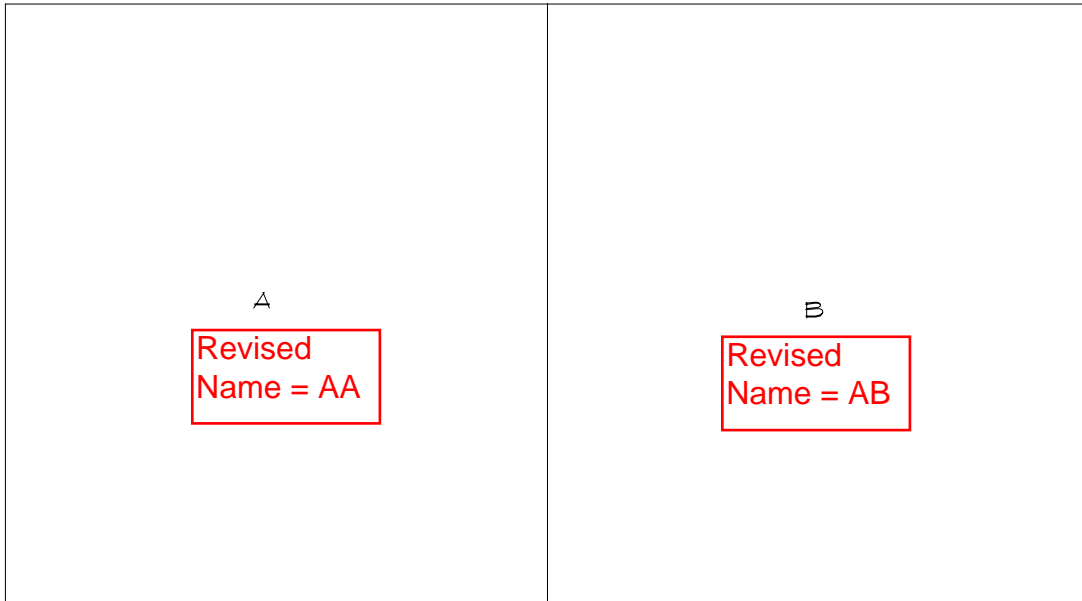 A
Revised
Name = AA
B
Revised
Name = AB